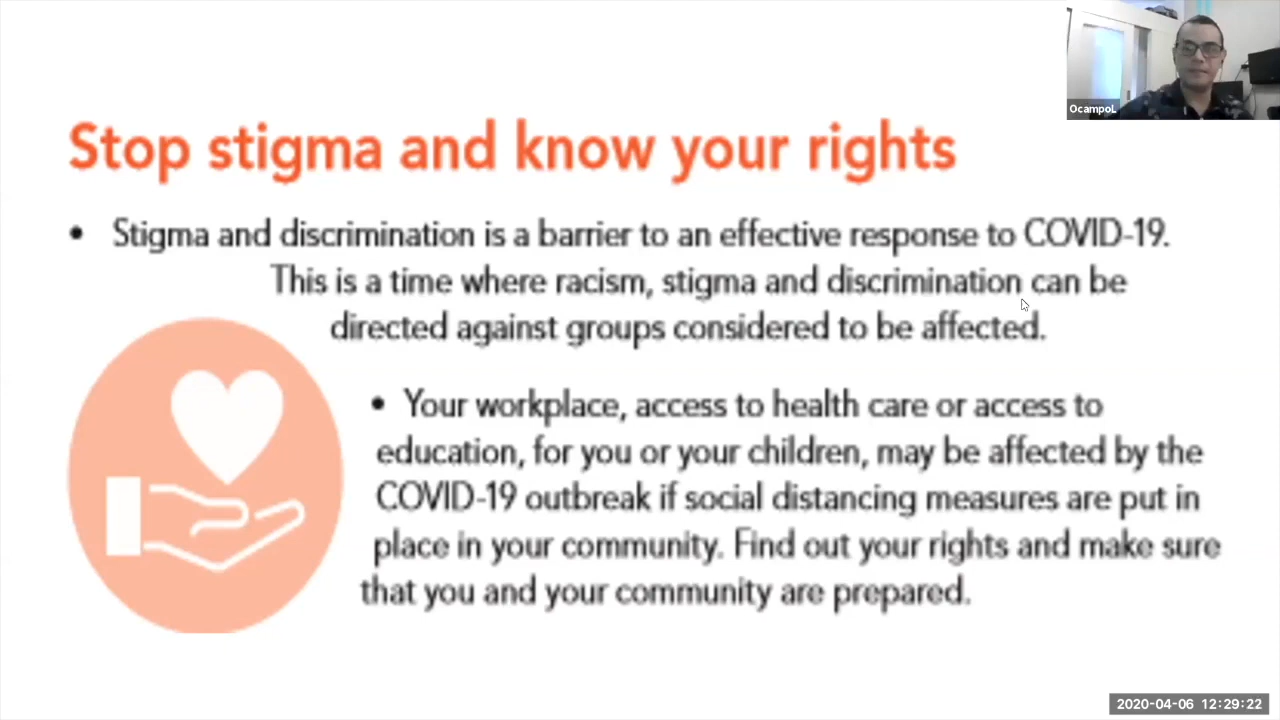 OcampoL
Stop stigma and know your rights
• Stigma and discrimination is a barrier to an effective response to COVID-19.
This is a time where racism, stigma and discrimination can be
directed against groups considered to be affected.
• Your workplace, access to health care or access to
education, for you or your children, may be affected by the
COVID-19 outbreak if social distancing measures are put in
place in your community. Find out your rights and make sure
that you and your community are prepared.
2020-04-06 12:29:22